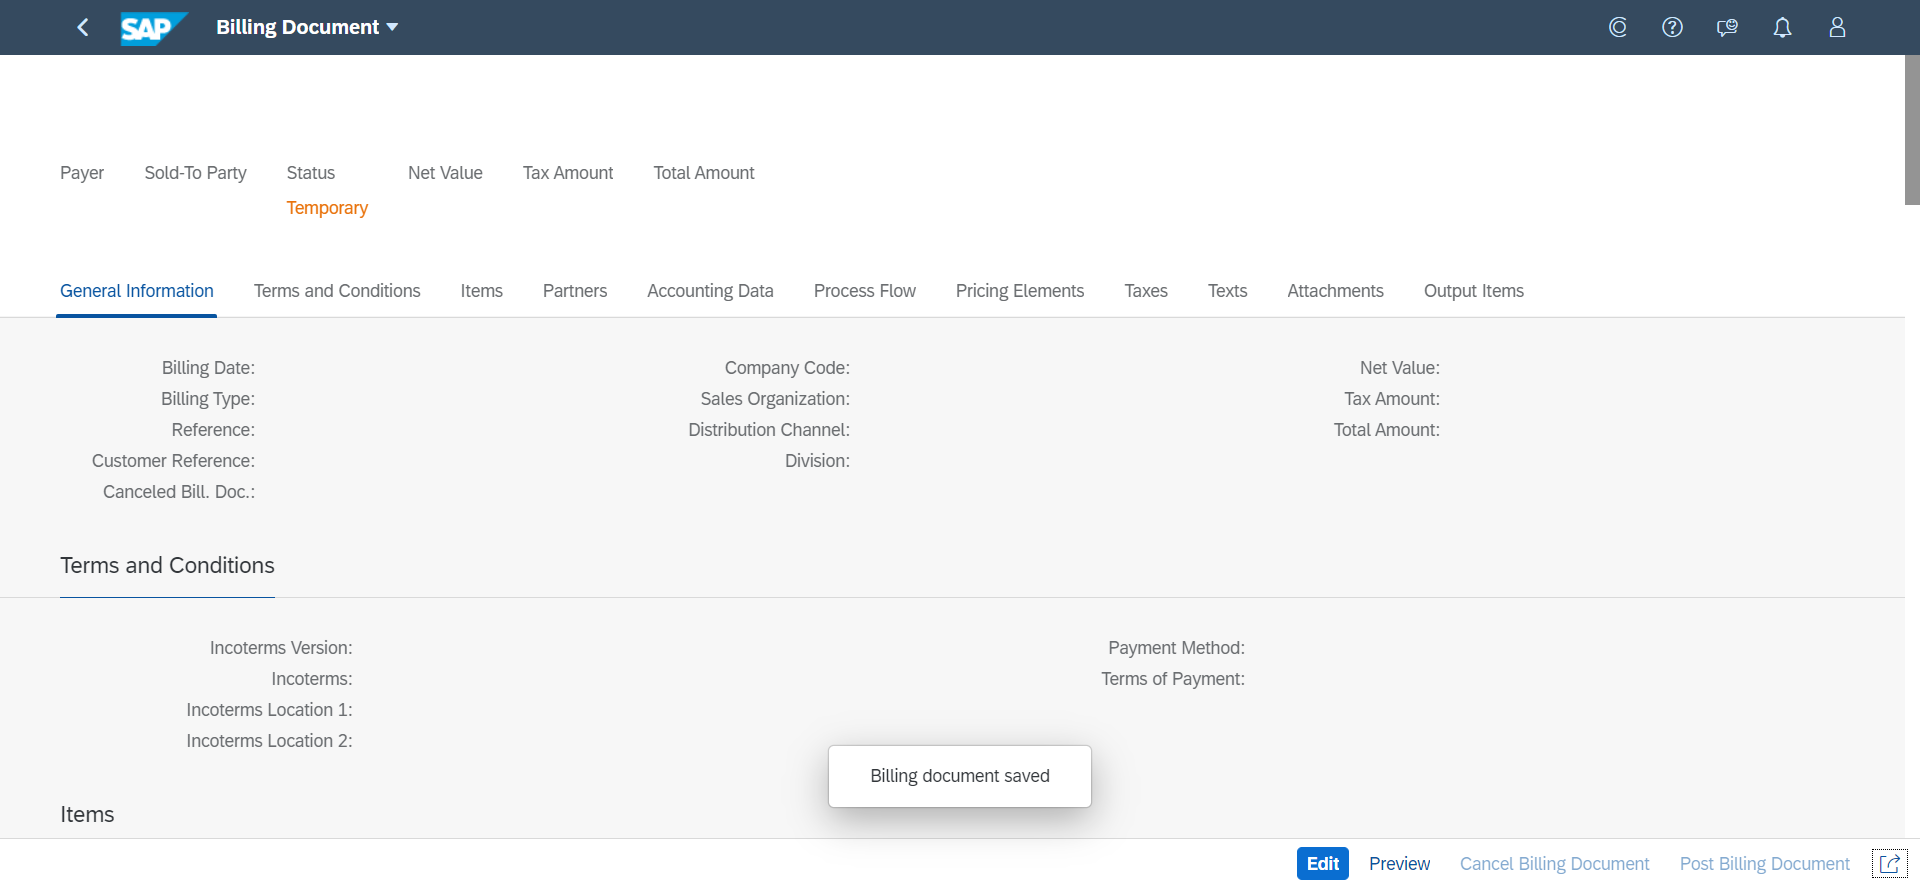 SAP Billing Document
Payer Sold-To Party Status Net Value Tax Amount Total Amount
Temporary
General Information Terms and Conditions Items Partners Accounting Data Process Flow Pricing Elements Taxes Texts Attachments Output Items
Billing Date: Company Code: Net Value:
Billing Type: Sales Organization: Tax Amount:
Reference: Distribution Channel: Total Amount:
Customer Reference: Division:
Canceled Bill. Doc.:
Terms and Conditions
Incoterms Version: Payment Method:
Incoterms: Terms of Payment:
Incoterms Location 1:
Incoterms Location 2:
Billing document saved
Items
Edit Preview Cancel Billing Document Post Billing Document